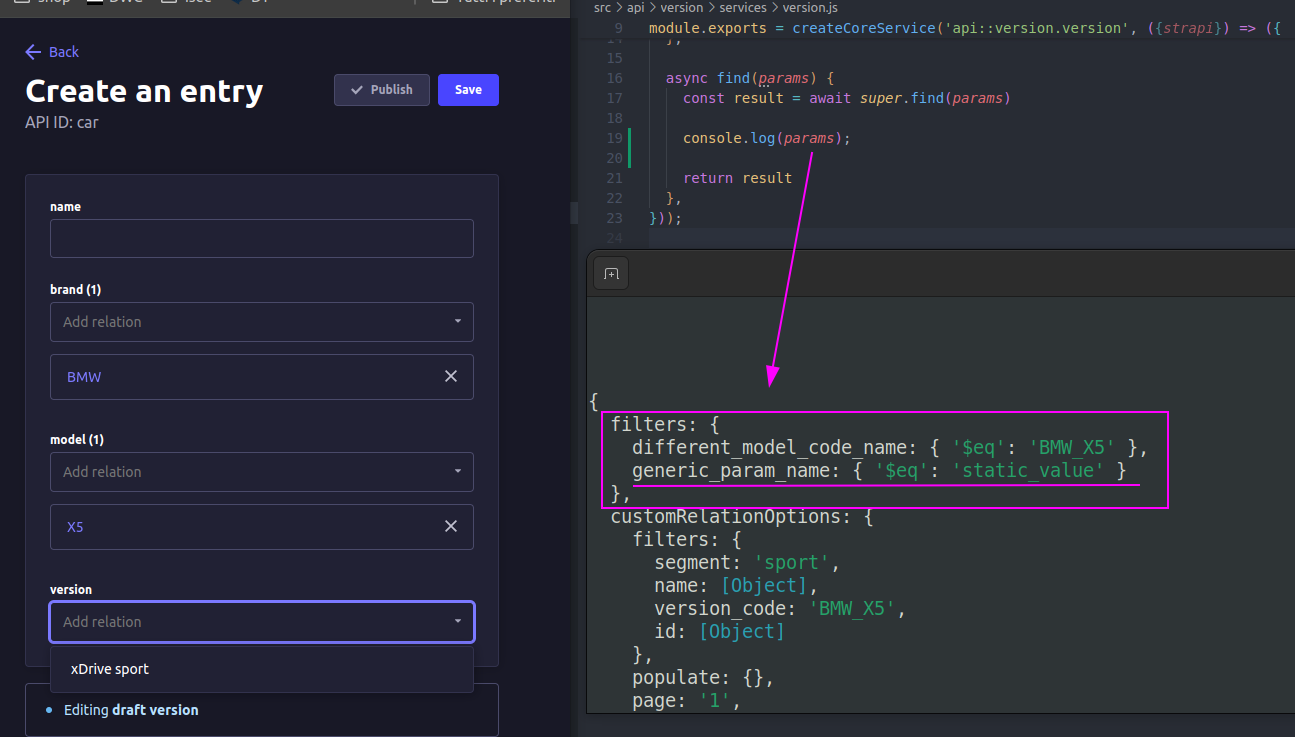 shop
DWC
src > api > version > services > version.js
9 module.exports = createCoreService('api::version.version', ({strapi}) => ({
14 },
15
16 async find(params) {
17 const result = await super.find(params)
18
19 console.log(params);
20
21 return result
22 },
23 }));
24
Back
Create an entry
Publish
Save
API ID: car
name
brand (1)
Add relation
BMW
model (1)
Add relation
X5
version
Add relation
xDrive sport
Editing draft version
{
filters: {
different_model_code_name: { '$eq': 'BMW_X5' },
generic_param_name: { '$eq': 'static_value' }
},
customRelationOptions: {
filters: {
segment: 'sport',
name: [Object],
version_code: 'BMW_X5',
id: [Object]
},
populate: {},
page: '1',